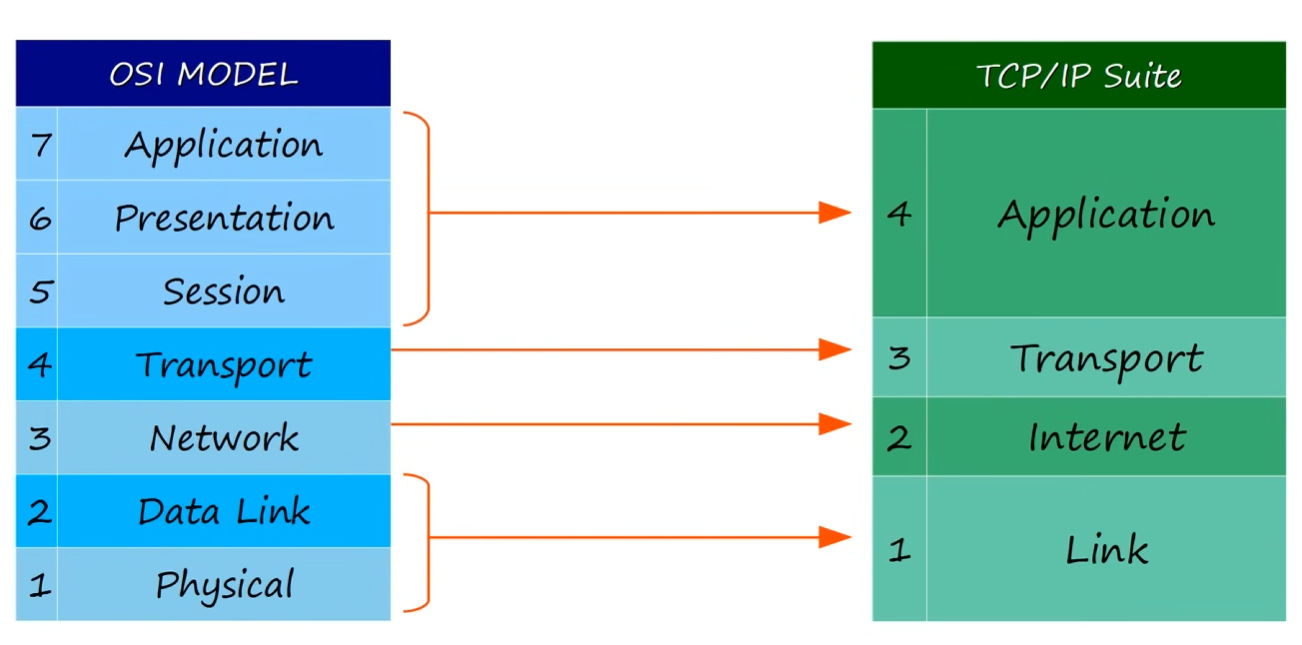 OSI MODEL
7 Application
6 Presentation
5 Session
4 Transport
3 Network
2 Data Link
1 Physical
TCP/IP Suite
4 Application
3 Transport
2 Internet
1 Link